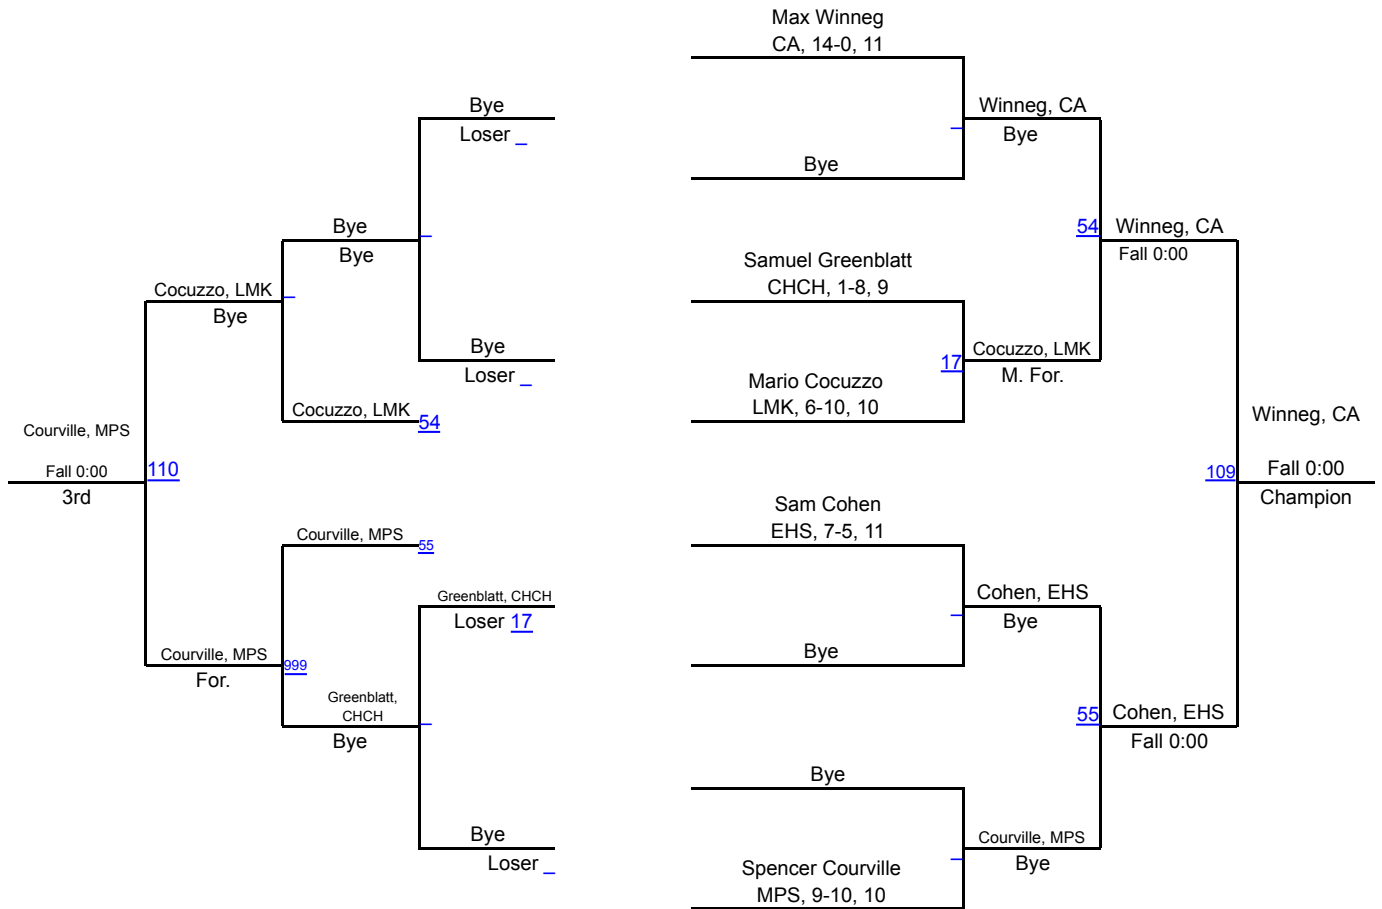 Max Winneg
CA, 14-0, 11
Bye
Loser _
Winneg, CA
Bye
Bye
Bye
Bye
54
Winneg, CA
Fall 0:00
Samuel Greenblatt
CHCH, 1-8, 9
Cocuzzo, LMK
Bye
Bye
Loser _
17
Cocuzzo, LMK
M. For.
Mario Cocuzzo
LMK, 6-10, 10
Cocuzzo, LMK
54
Winneg, CA
Courville, MPS
Fall 0:00
3rd
110
109
Fall 0:00
Champion
Sam Cohen
EHS, 7-5, 11
Courville, MPS
55
Greenblatt, CHCH
Loser 17
Cohen, EHS
Bye
Bye
Courville, MPS
For.
999
Greenblatt,
CHCH
Bye
55
Cohen, EHS
Fall 0:00
Bye
Bye
Loser _
Courville, MPS
Bye
Spencer Courville
MPS, 9-10, 10